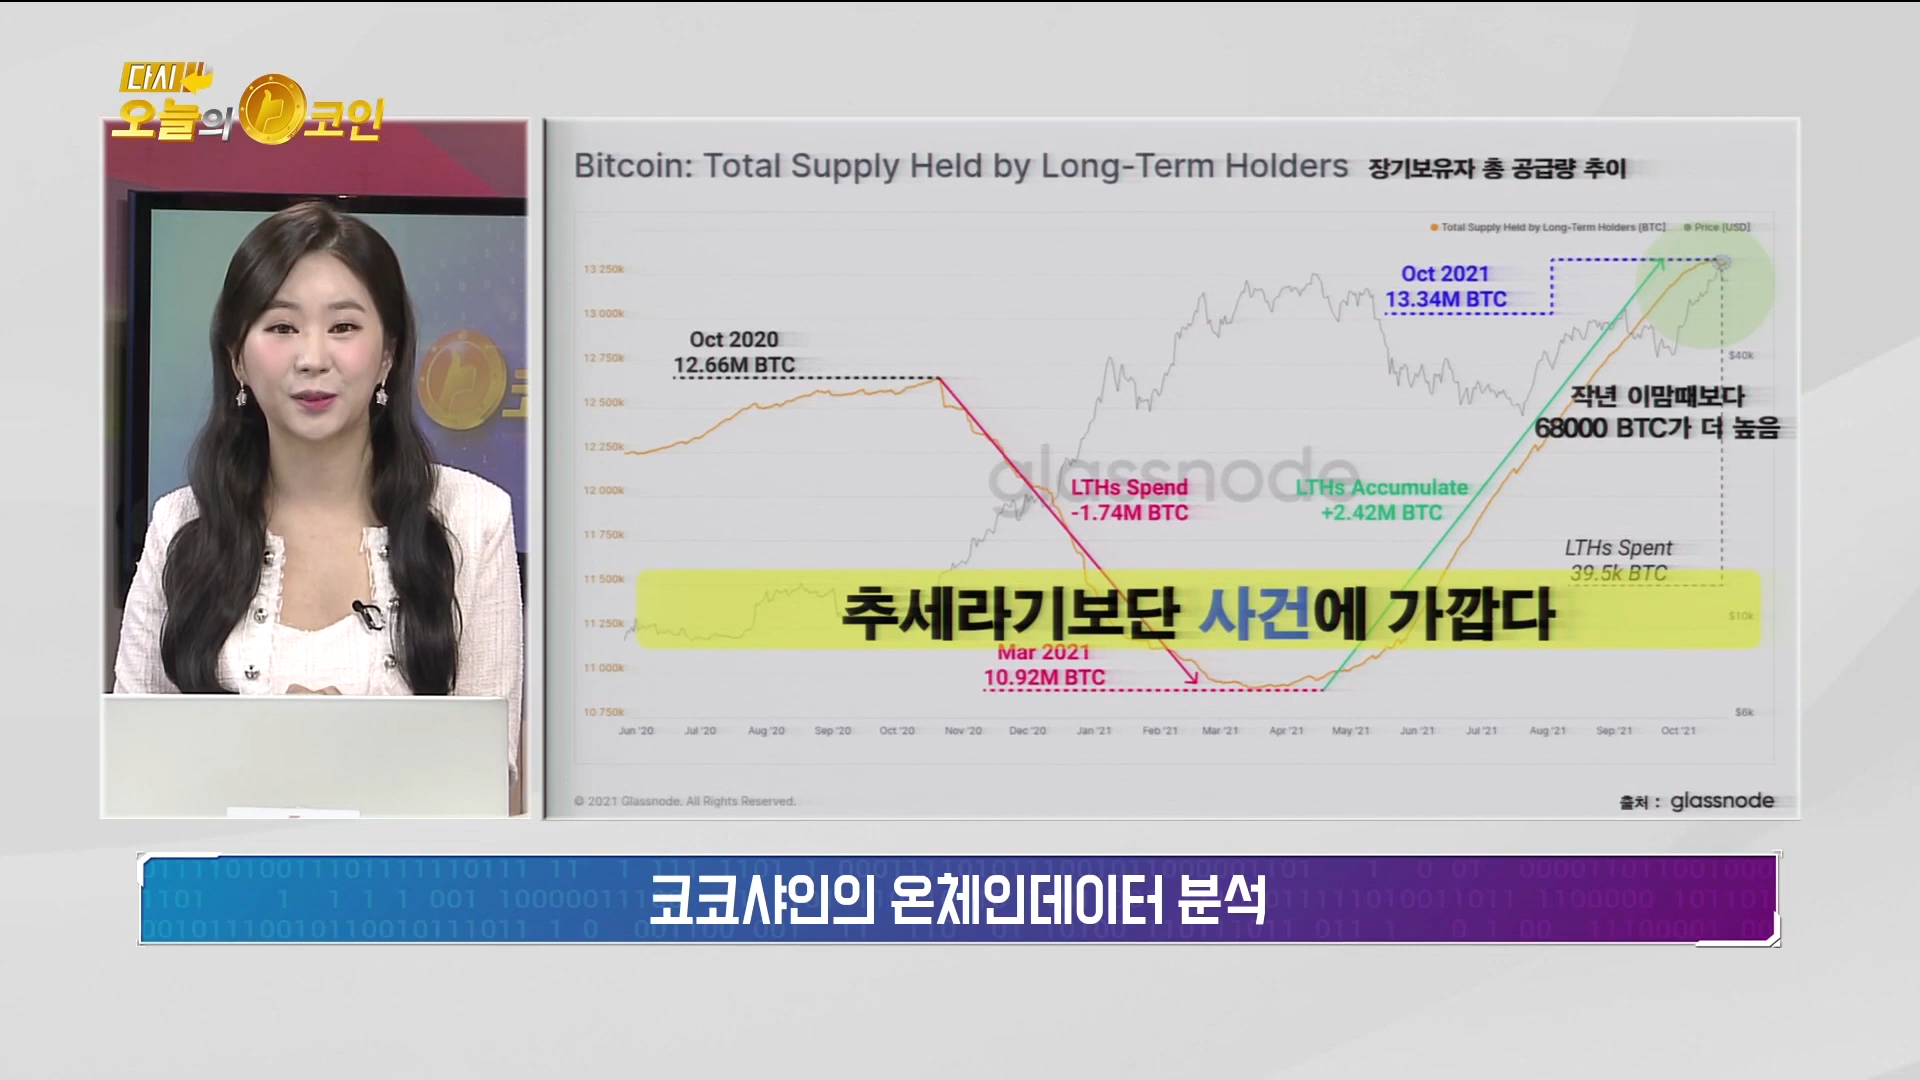 다시
오늘의 코인
Bitcoin: Total Supply Held by Long-Term Holders 장기보유자 총 공급량 추이
Total Supply Held by Long-Term Holders [BTC] Price [USD]
13 250k
13 000k
12 750k
12 500k
12 250k
12 000k
11 750k
11 500k
11 250k
11 000k
10 750k
Oct 2020
12.66M BTC
Oct 2021
13.34M BTC
$40k
작년 이맘때보다
68000 BTC가 더 높음
glassnode
LTHs Spend
-1.74M BTC
LTHs Accumulate
+2.42M BTC
LTHs Spent
39.5k BTC
추세라기보단 사건에 가깝다
$10k
Mar 2021
10.92M BTC
$6k
Jun '20 Jul '20 Aug '20 Sep '20 Oct '20 Nov '20 Dec '20 Jan '21 Feb '21 Mar '21 Apr '21 May '21 Jun '21 Jul '21 Aug '21 Sep '21 Oct '21
© 2021 Glassnode. All Rights Reserved.
출처 : glassnode
코코샤인의 온체인데이터 분석